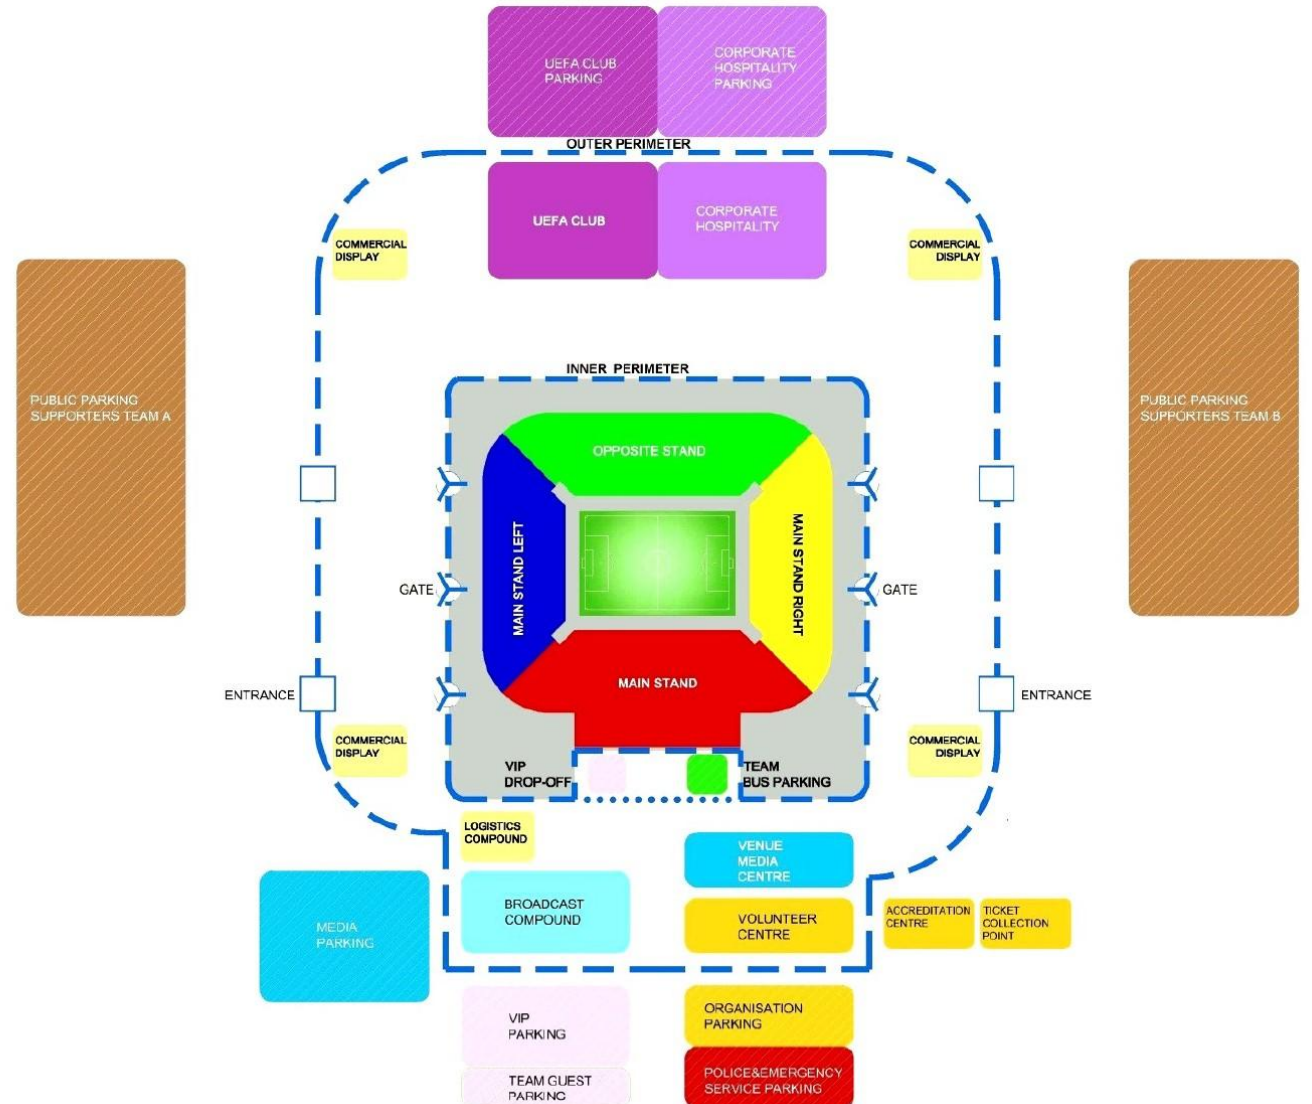 UEFA CLUB
PARKING
CORPORATE
HOSPITALITY
PARKING
OUTER PERIMETER
UEFA CLUB
CORPORATE
HOSPITALITY
COMMERCIAL
DISPLAY
COMMERCIAL
DISPLAY
PUBLIC PARKING
SUPPORTERS TEAM A
PUBLIC PARKING
SUPPORTERS TEAM B
INNER PERIMETER
OPPOSITE STAND
MAIN STAND LEFT
MAIN STAND RIGHT
GATE
GATE
MAIN STAND
ENTRANCE
ENTRANCE
COMMERCIAL
DISPLAY
COMMERCIAL
DISPLAY
VIP
DROP-OFF
TEAM
BUS PARKING
LOGISTICS
COMPOUND
VENUE
MEDIA
CENTRE
BROADCAST
COMPOUND
VOLUNTEER
CENTRE
ACCREDITATION
CENTRE
TICKET
COLLECTION
POINT
MEDIA
PARKING
VIP
PARKING
ORGANISATION
PARKING
TEAM GUEST
PARKING
POLICE&EMERGENCY
SERVICE PARKING